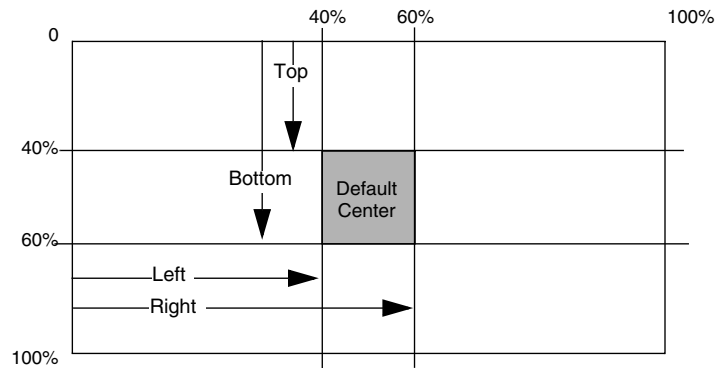 40% 60% 100%
0
Top
40%
Bottom
Default
Center
60%
Left
Right
100%